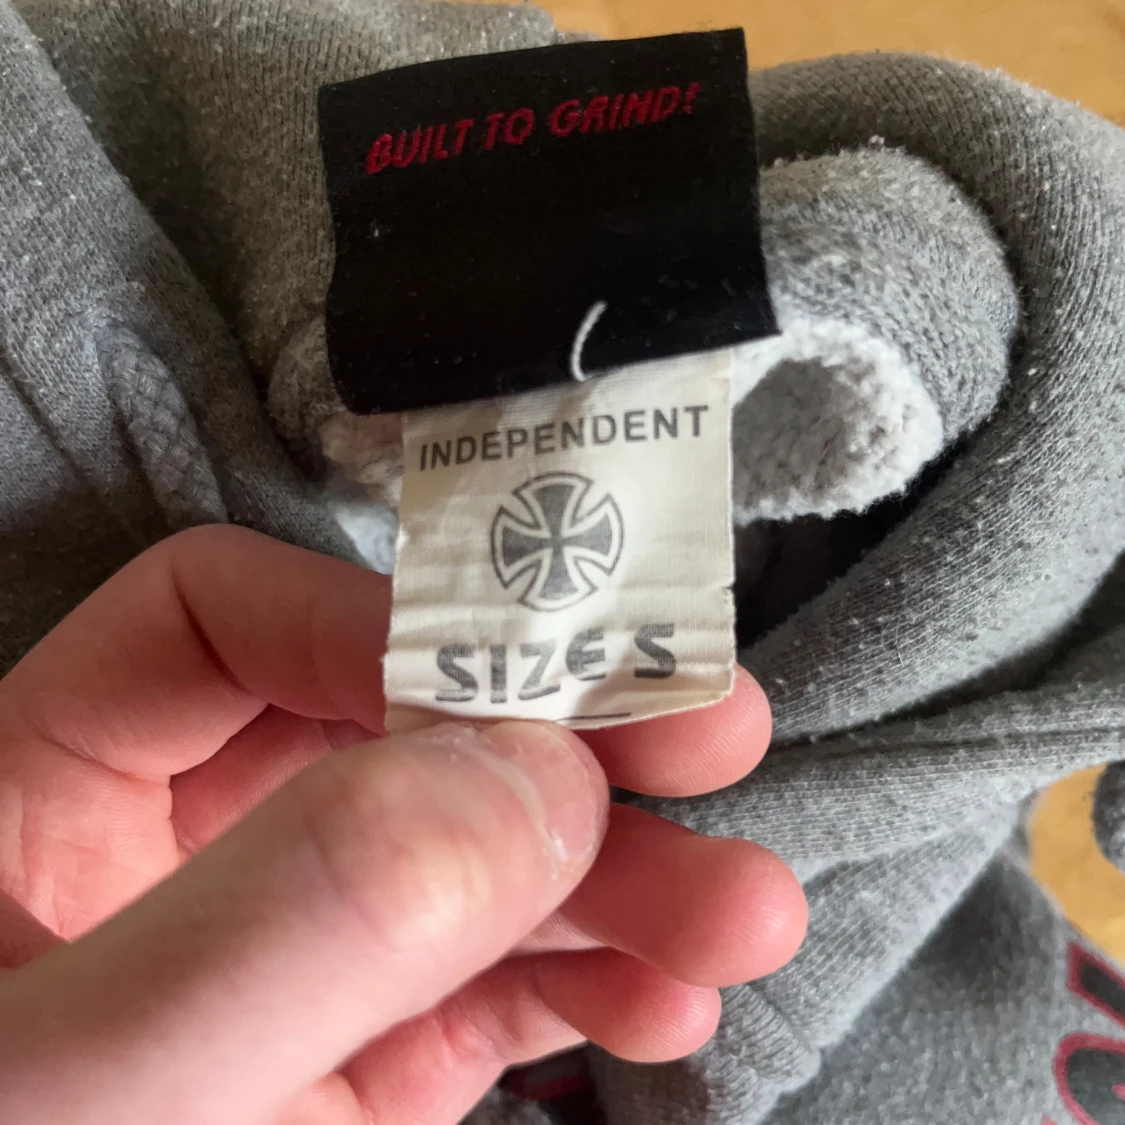 BUILT TO GRIND!
INDEPENDENT
SIZE S